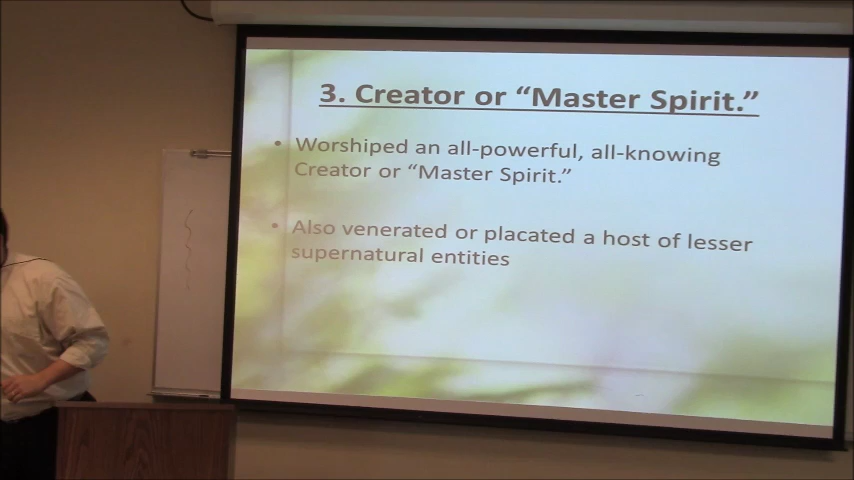 3. Creator or “Master Spirit.”
• Worshiped an all-powerful, all-knowing
Creator or “Master Spirit.”
• Also venerated or placated a host of lesser
supernatural entities